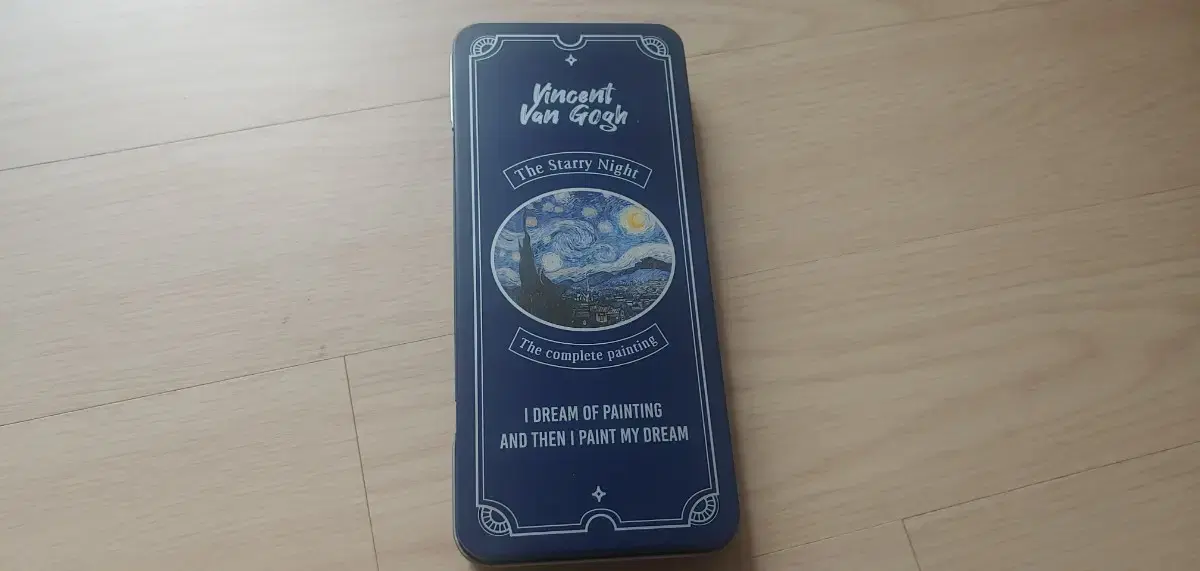 Vincent
Van Gogh
The Starry Night
The complete painting
I DREAM OF PAINTING
AND THEN I PAINT MY DREAM